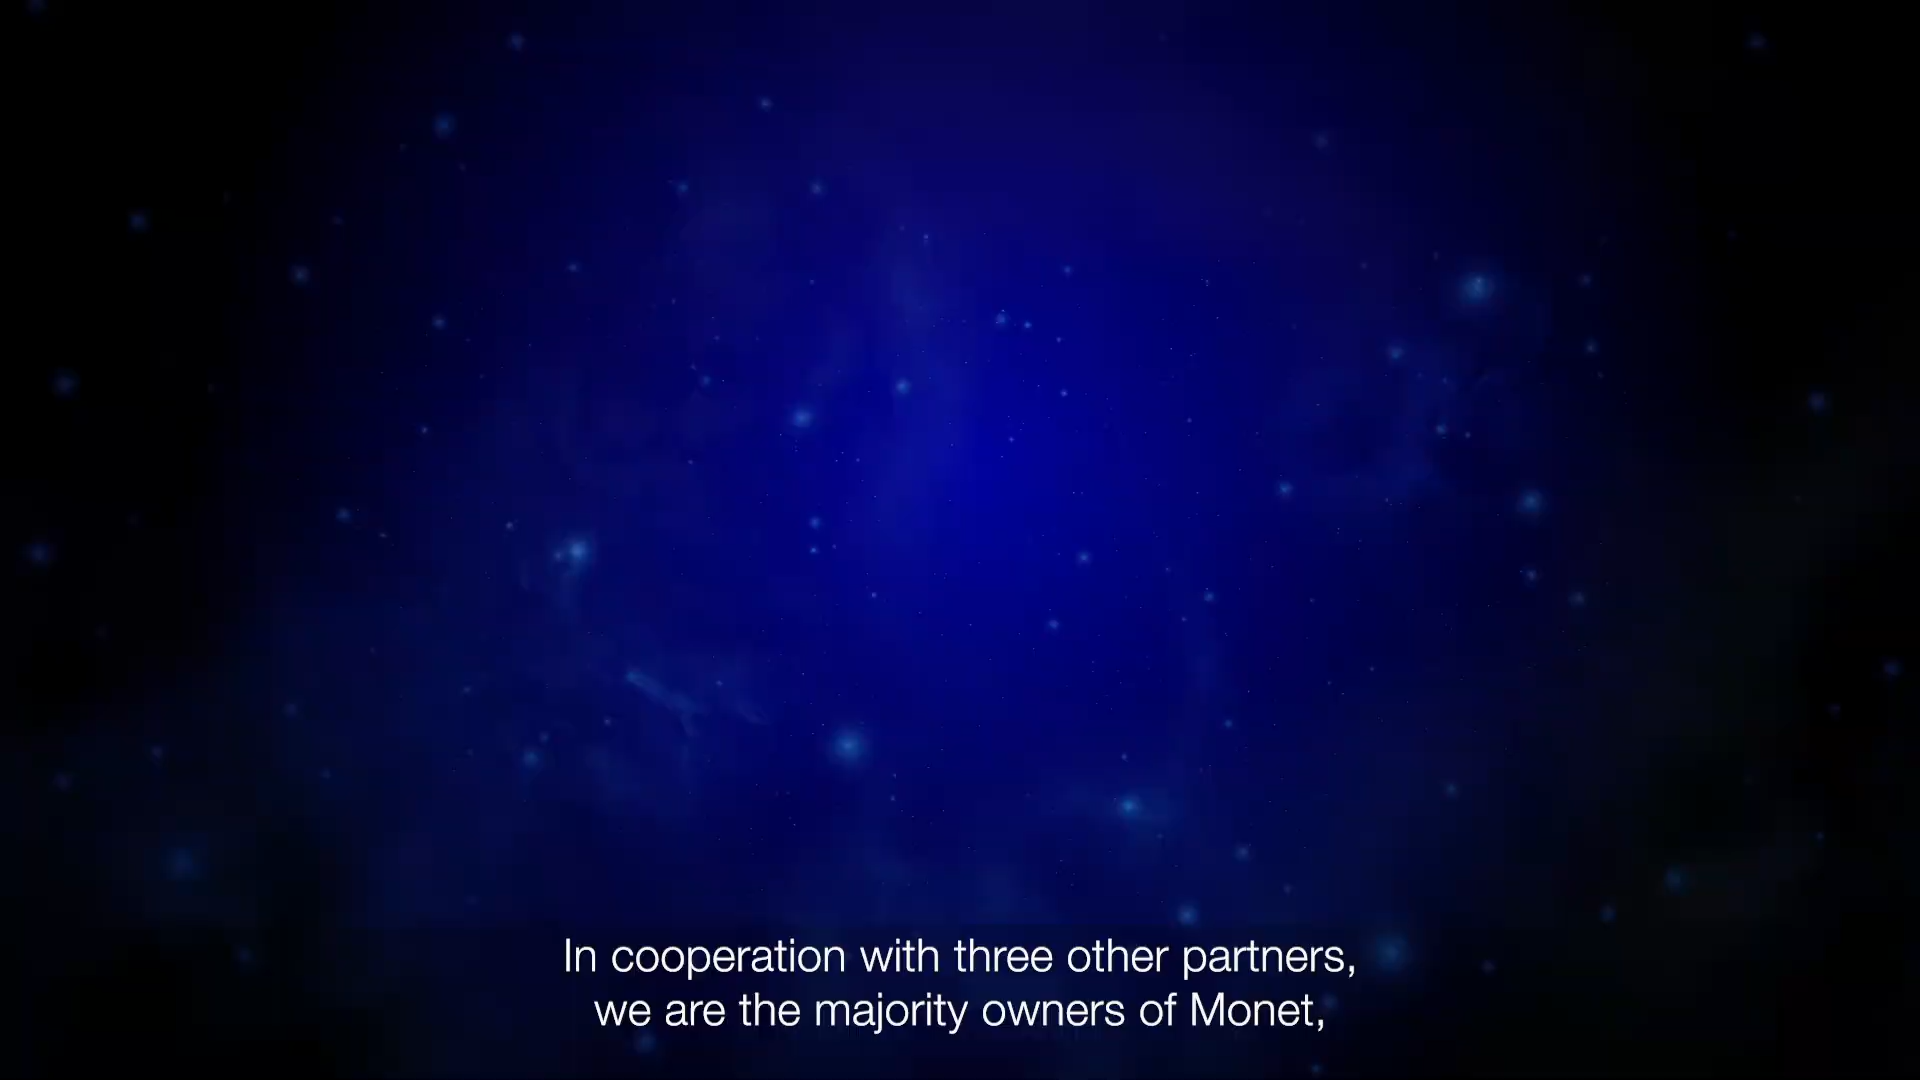 In cooperation with three other partners,
we are the majority owners of Monet,